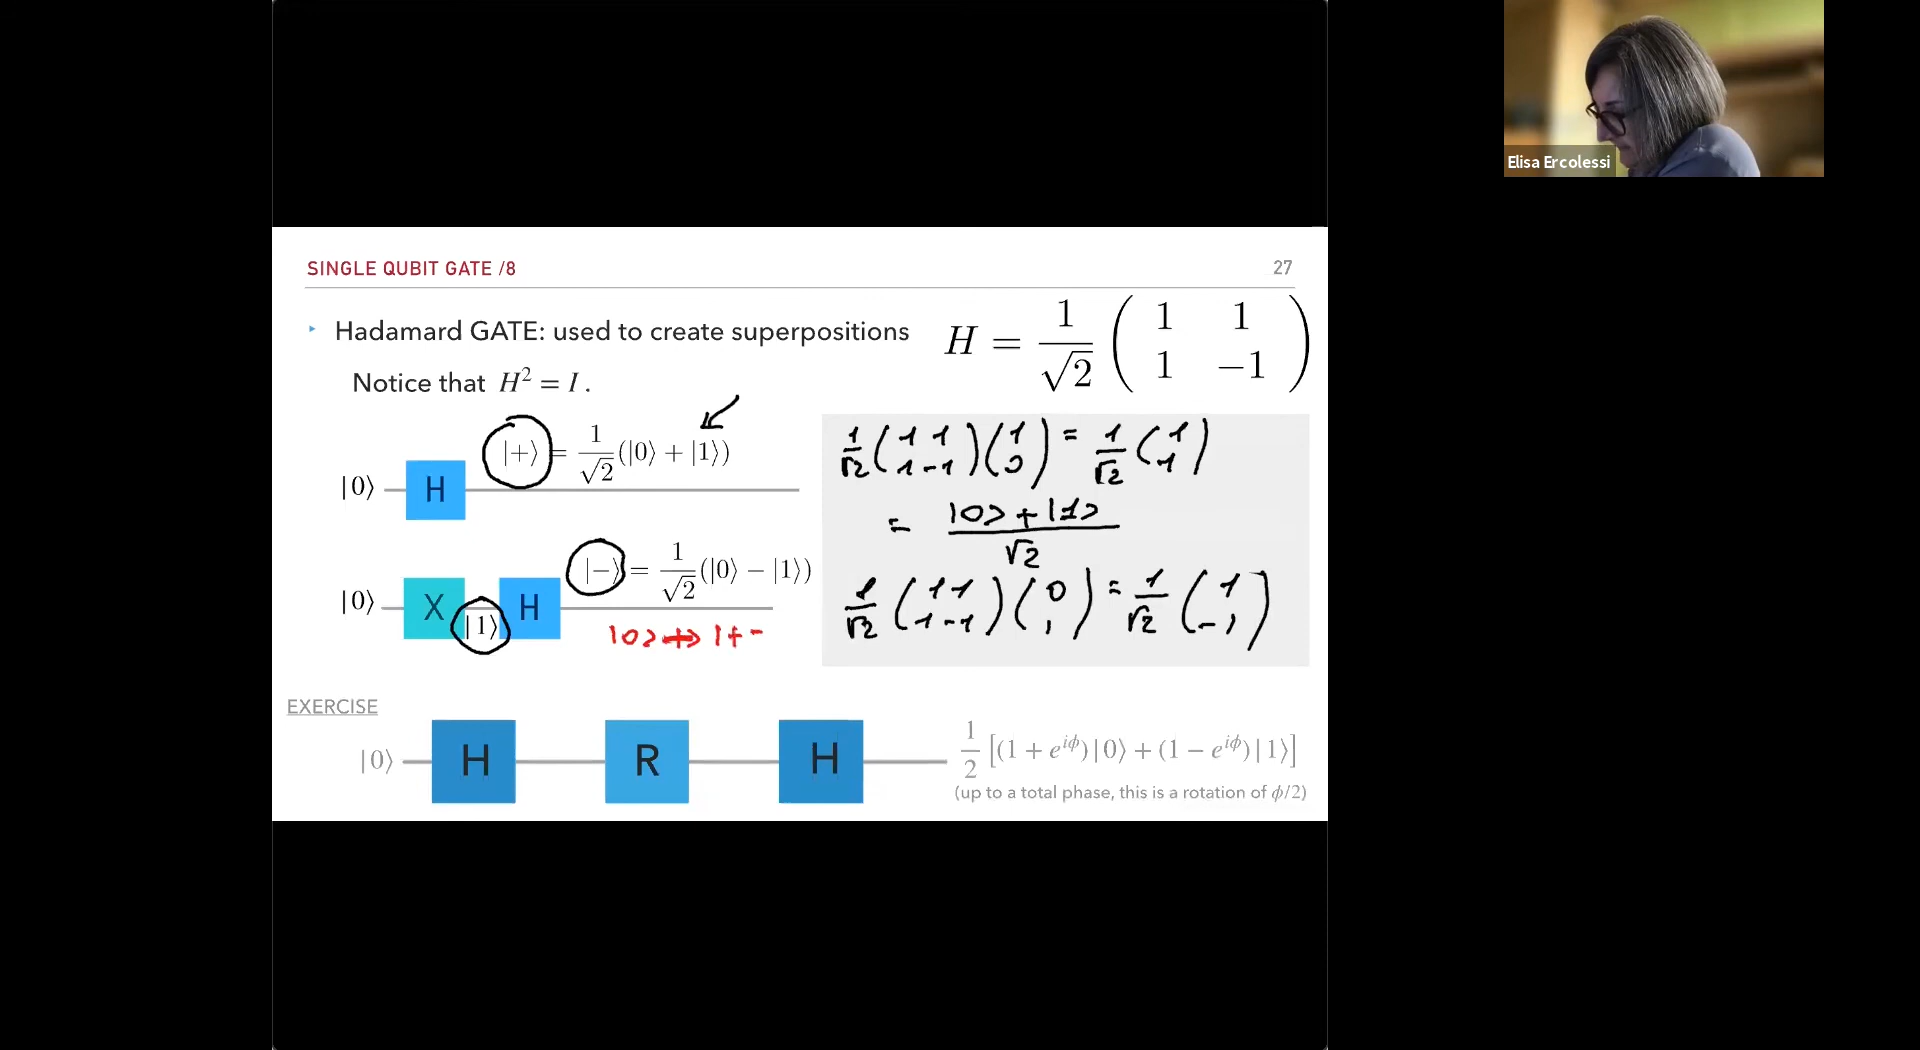 Elisa Ercolessi
SINGLE QUBIT GATE /8
27
‣ Hadamard GATE: used to create superpositions
H = 1/√2 ( 1 1 ; 1 −1 )
Notice that H² = I .
|+⟩ = 1/√2 (|0⟩ + |1⟩)
|0⟩ H
|−⟩ = 1/√2 (|0⟩ − |1⟩)
|0⟩ X |1⟩ H
|0⟩ ↔ |+ -
1/√2 ( 1 1 ; 1 -1 ) ( 1 ; 0 ) = 1/√2 ( 1 ; 1 )
= |0⟩ + |1⟩ / √2
1/√2 ( 1 1 ; 1 -1 ) ( 0 ; 1 ) = 1/√2 ( 1 ; -1 )
EXERCISE
|0⟩ H R H 1/2 [(1 + e^{iϕ})|0⟩ + (1 − e^{iϕ})|1⟩]
(up to a total phase, this is a rotation of ϕ/2)